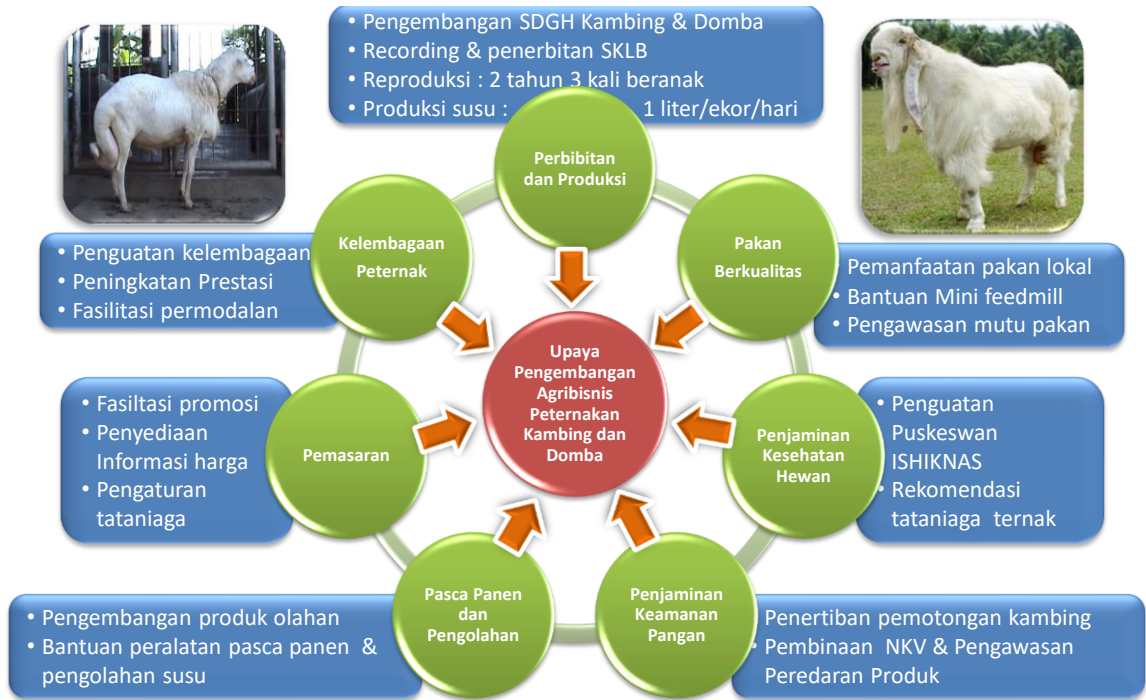 • Pengembangan SDGH Kambing & Domba
• Recording & penerbitan SKLB
• Reproduksi : 2 tahun 3 kali beranak
• Produksi susu : 1 liter/ekor/hari
Perbibitan
dan Produksi
Kelembagaan
Peternak
• Penguatan kelembagaan
• Peningkatan Prestasi
• Fasilitasi permodalan
Pakan
Berkualitas
Pemanfaatan pakan lokal
• Bantuan Mini feedmill
• Pengawasan mutu pakan
Upaya
Pengembangan
Agribisnis
Peternakan
Kambing dan
Domba
• Fasiltasi promosi
• Penyediaan
Informasi harga
• Pengaturan
tataniaga
Pemasaran
Penjaminan
Kesehatan
Hewan
• Penguatan
Puskeswan
ISHIKNAS
• Rekomendasi
tataniaga ternak
• Pengembangan produk olahan
• Bantuan peralatan pasca panen &
pengolahan susu
Pasca Panen
dan
Pengolahan
Penjaminan
Keamanan
Pangan
Penertiban pemotongan kambing
• Pembinaan NKV & Pengawasan
Peredaran Produk